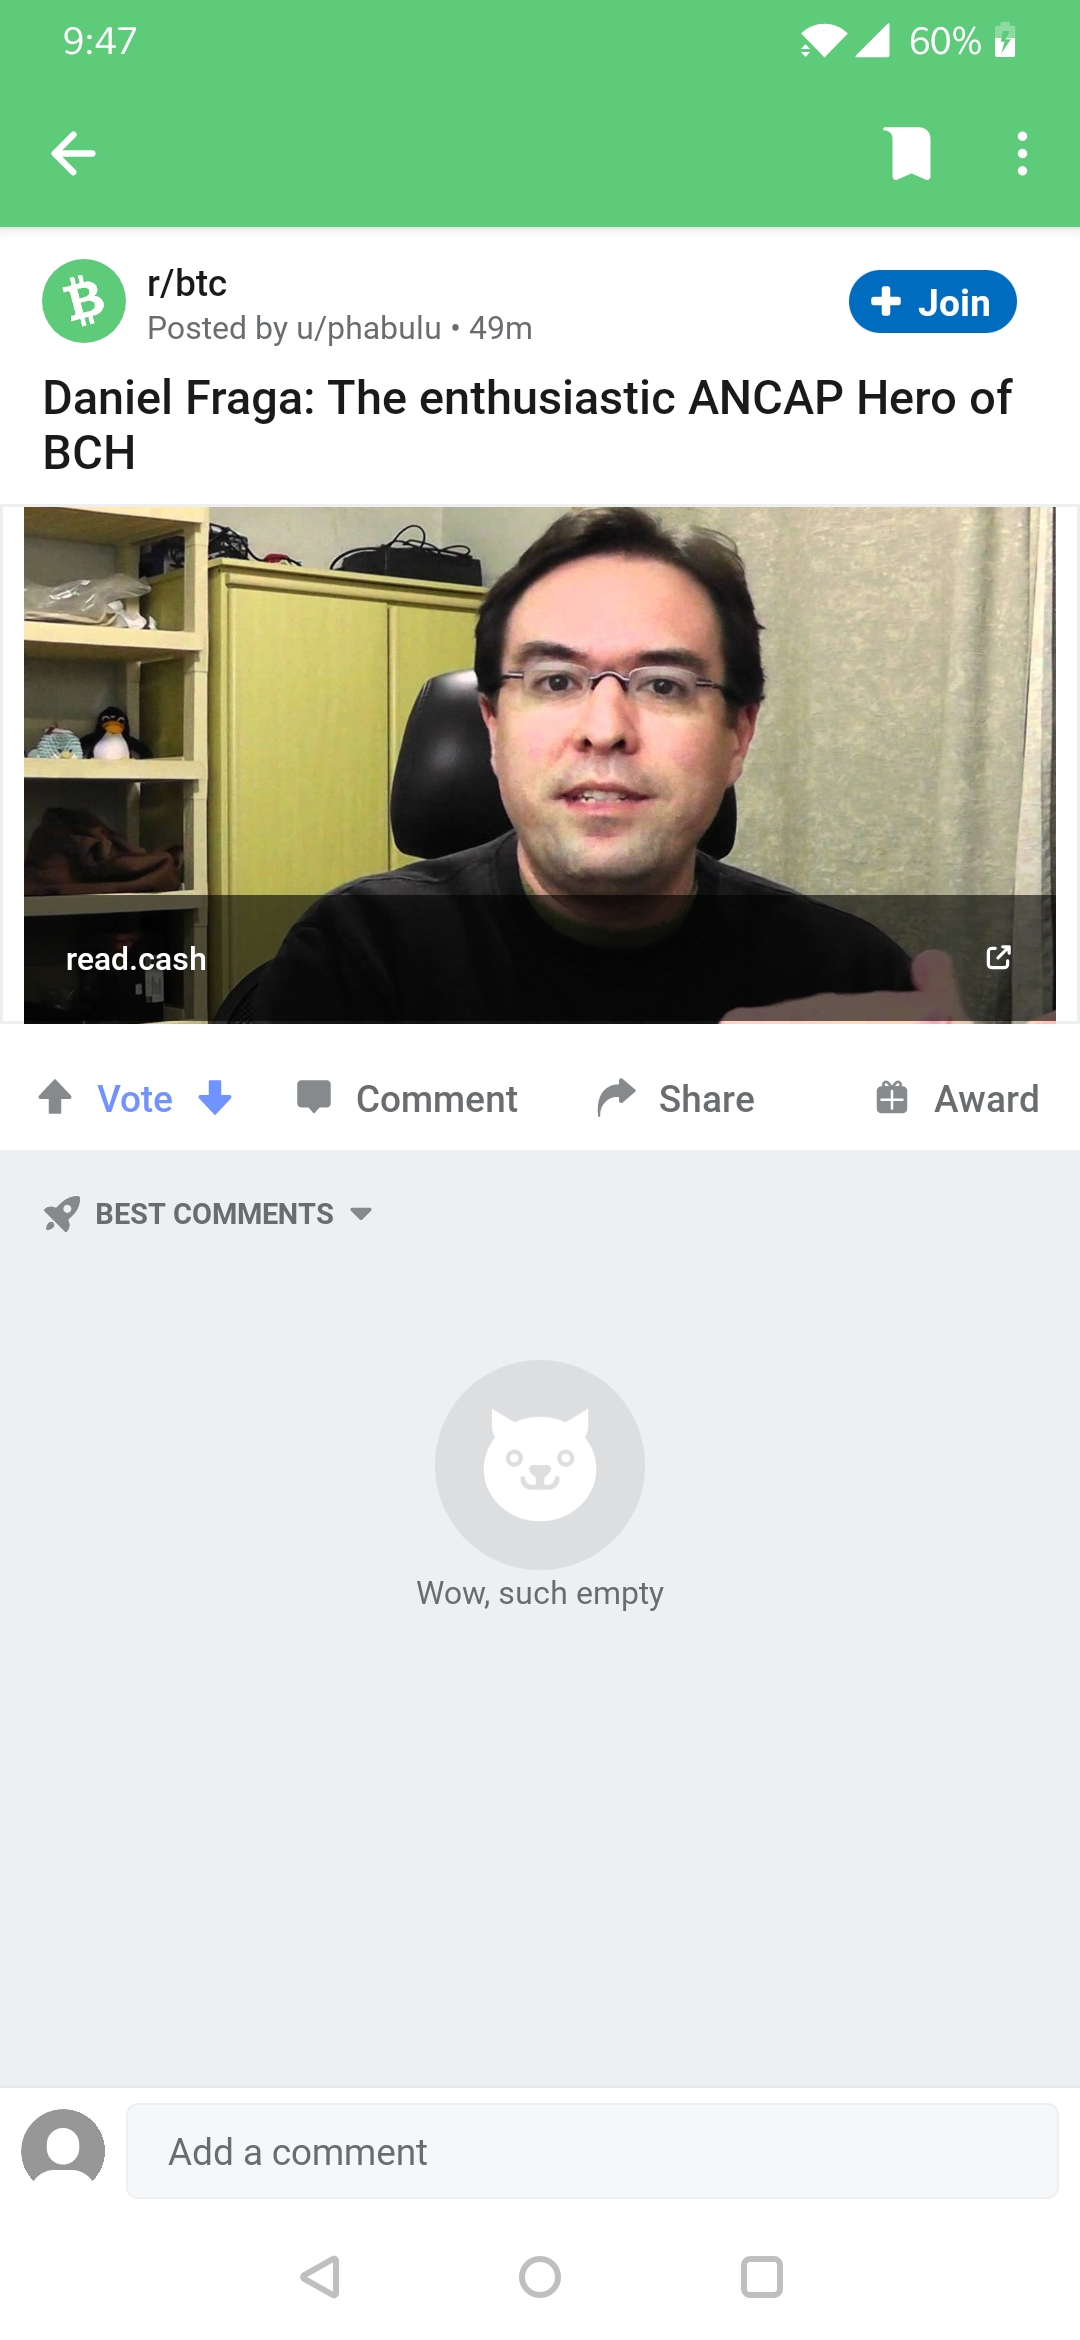 9:47
60%
r/btc
Posted by u/phabulu • 49m
Join
Daniel Fraga: The enthusiastic ANCAP Hero of
BCH
read.cash
Vote
Comment
Share
Award
BEST COMMENTS
Wow, such empty
Add a comment